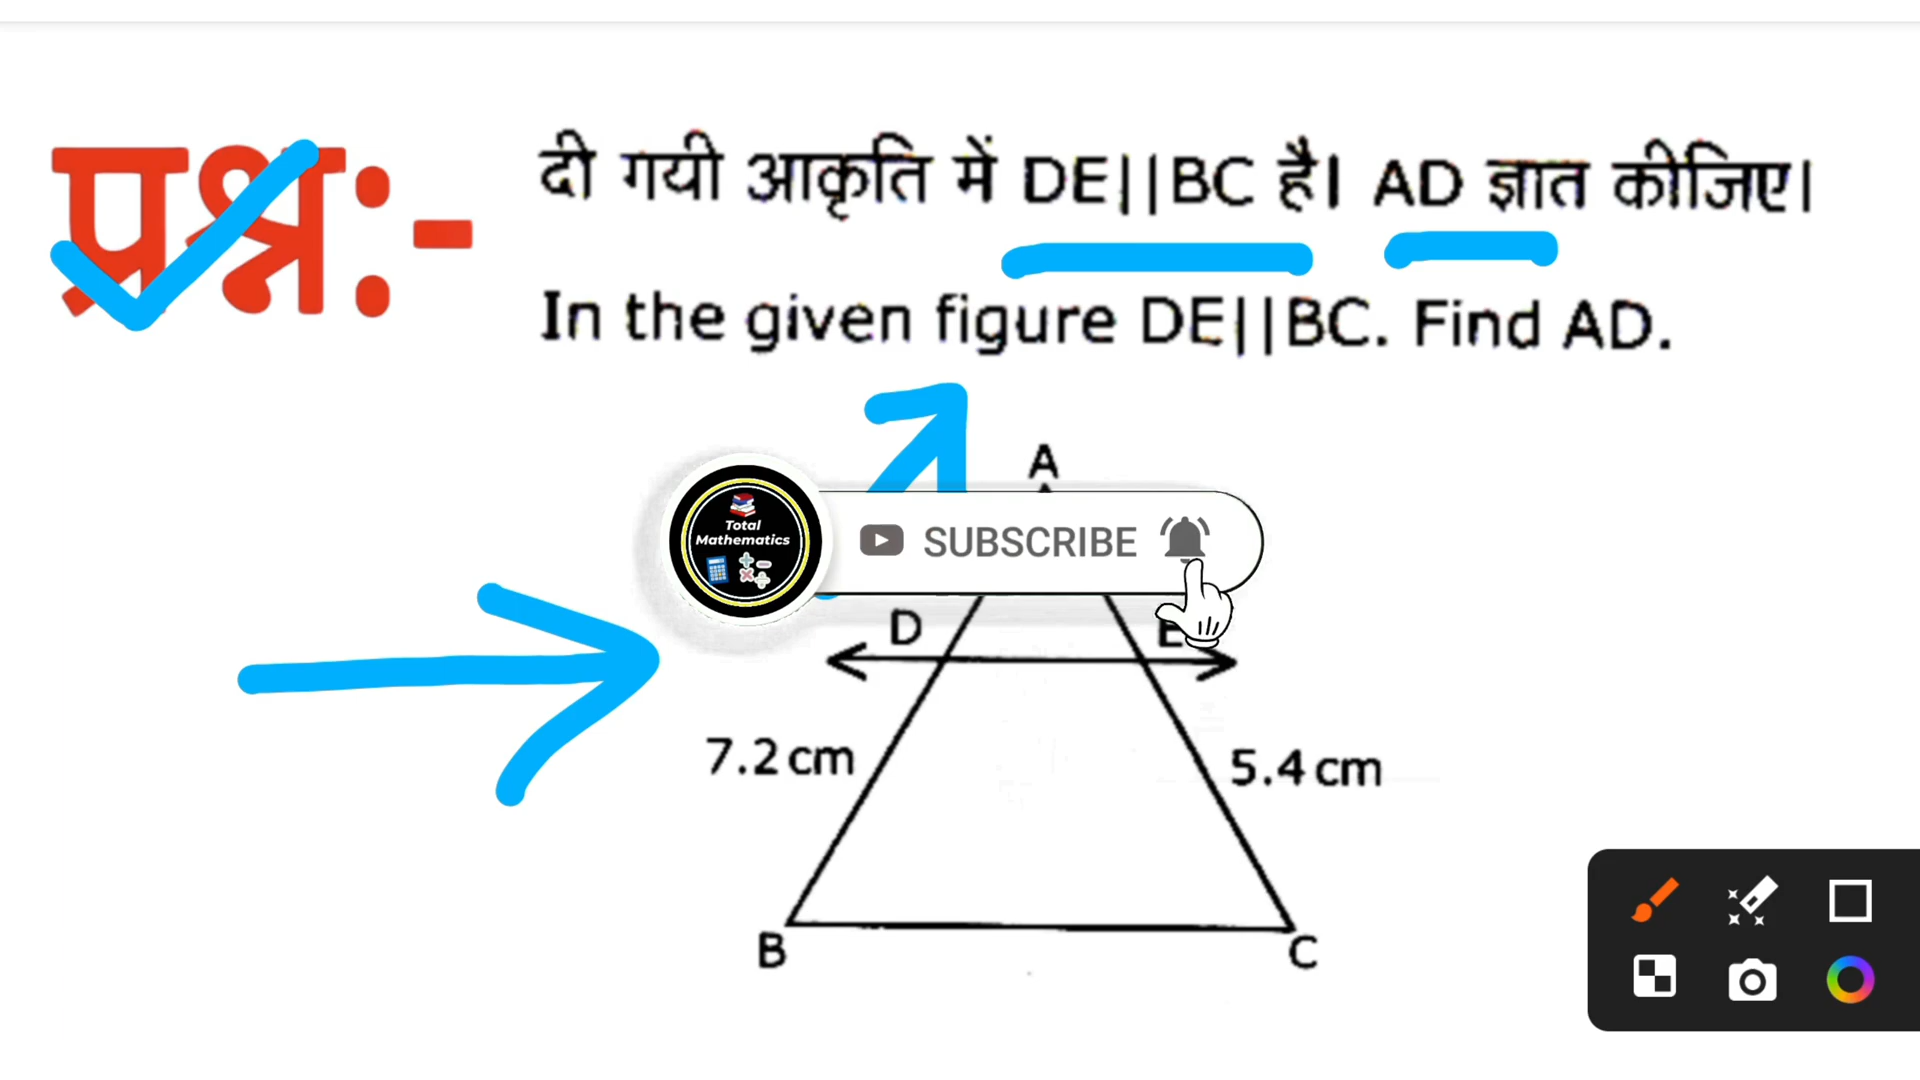 प्रश्न:-
दी गयी आकृति में DE||BC है। AD ज्ञात कीजिए।
In the given figure DE||BC. Find AD.
A
Total
Mathematics
SUBSCRIBE
D
E
7.2 cm
5.4 cm
B
C